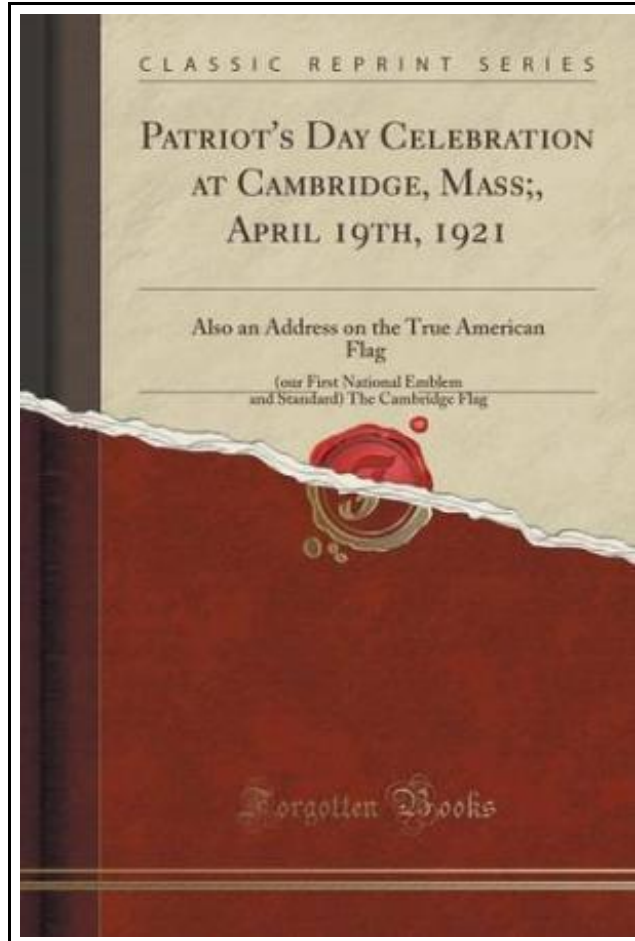 CLASSIC REPRINT SERIES
PATRIOT'S DAY CELEBRATION
AT CAMBRIDGE, MASS;,
APRIL 19TH, 1921
Also an Address on the True American
Flag
(our First National Emblem
and Standard) The Cambridge Flag
F
Forgotten Books